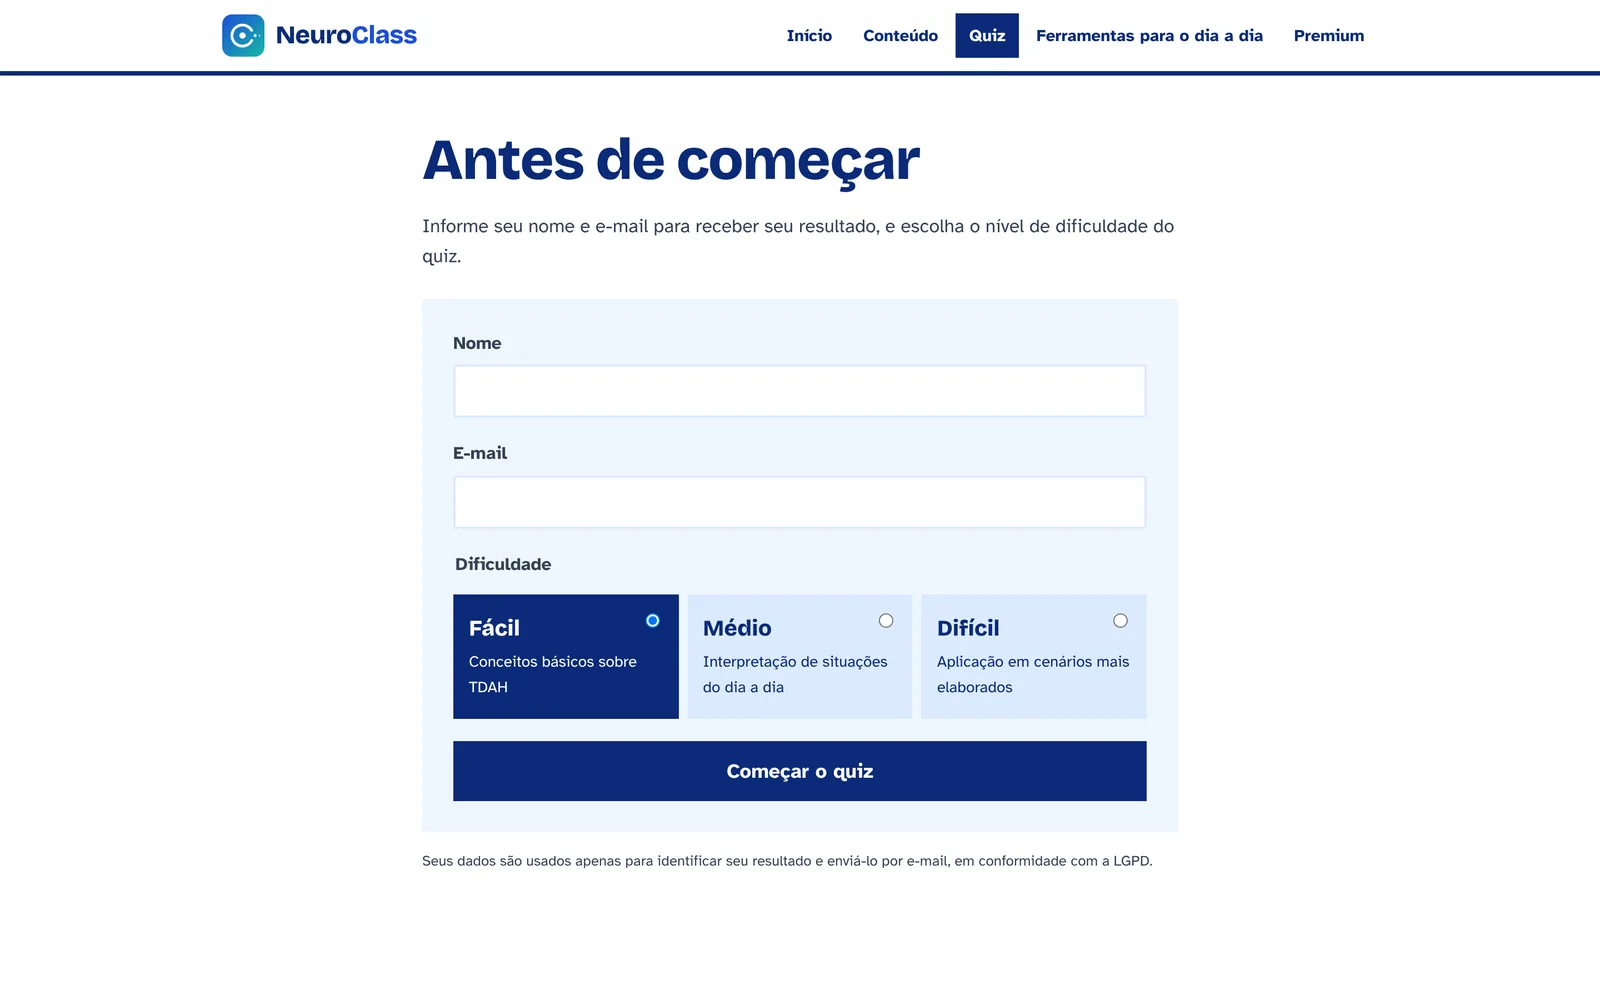 NeuroClass
Início
Conteúdo
Quiz
Ferramentas para o dia a dia
Premium
Antes de começar
Informe seu nome e e-mail para receber seu resultado, e escolha o nível de dificuldade do
quiz.
Nome
E-mail
Dificuldade
Fácil
Conceitos básicos sobre
TDAH
Médio
Interpretação de situações
do dia a dia
Difícil
Aplicação em cenários mais
elaborados
Começar o quiz
Seus dados são usados apenas para identificar seu resultado e enviá-lo por e-mail, em conformidade com a LGPD.